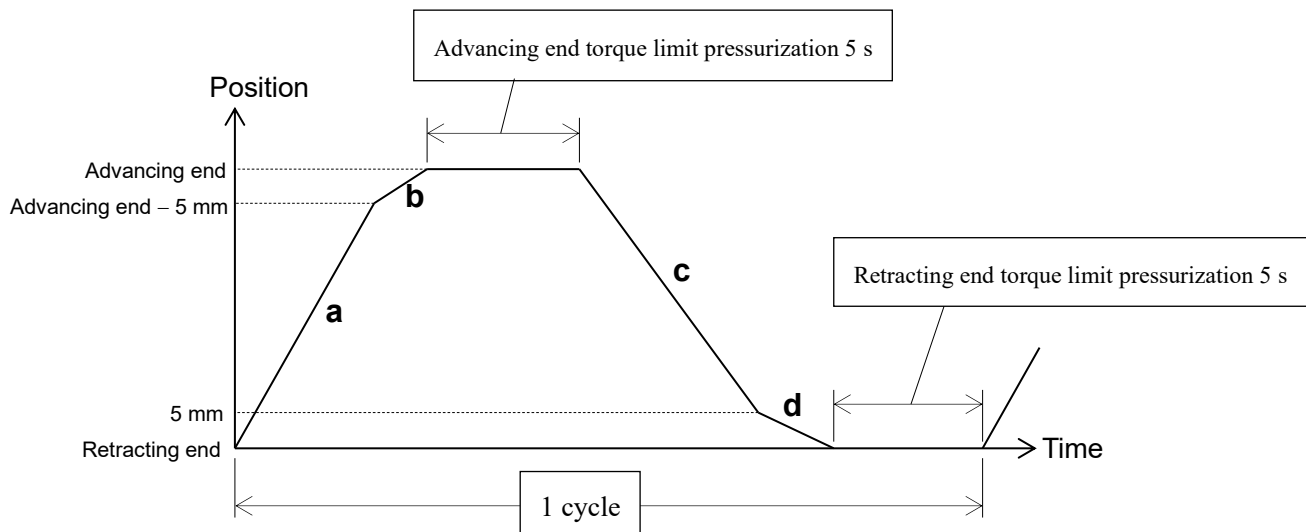 Advancing end torque limit pressurization 5 s
Position
Advancing end
Advancing end – 5 mm
b
c
Retracting end torque limit pressurization 5 s
a
5 mm
d
Retracting end
Time
1 cycle